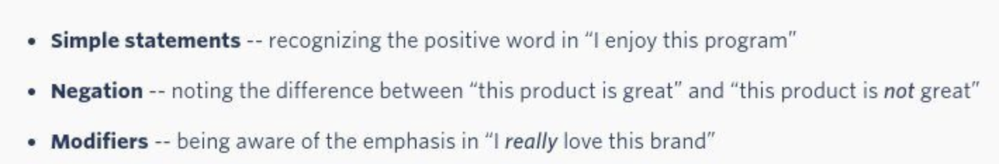 • Simple statements -- recognizing the positive word in “I enjoy this program”
• Negation -- noting the difference between “this product is great” and “this product is not great”
• Modifiers -- being aware of the emphasis in “I really love this brand”